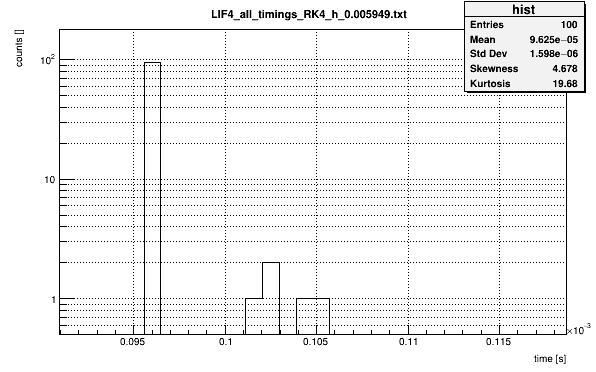 LIF4_all_timings_RK4_h_0.005949.txt
hist
Entries 100
Mean 9.625e−05
Std Dev 1.598e−06
Skewness 4.678
Kurtosis 19.68
counts []
10²
10
1
0.095 0.1 0.105 0.11 0.115
×10⁻³
time [s]